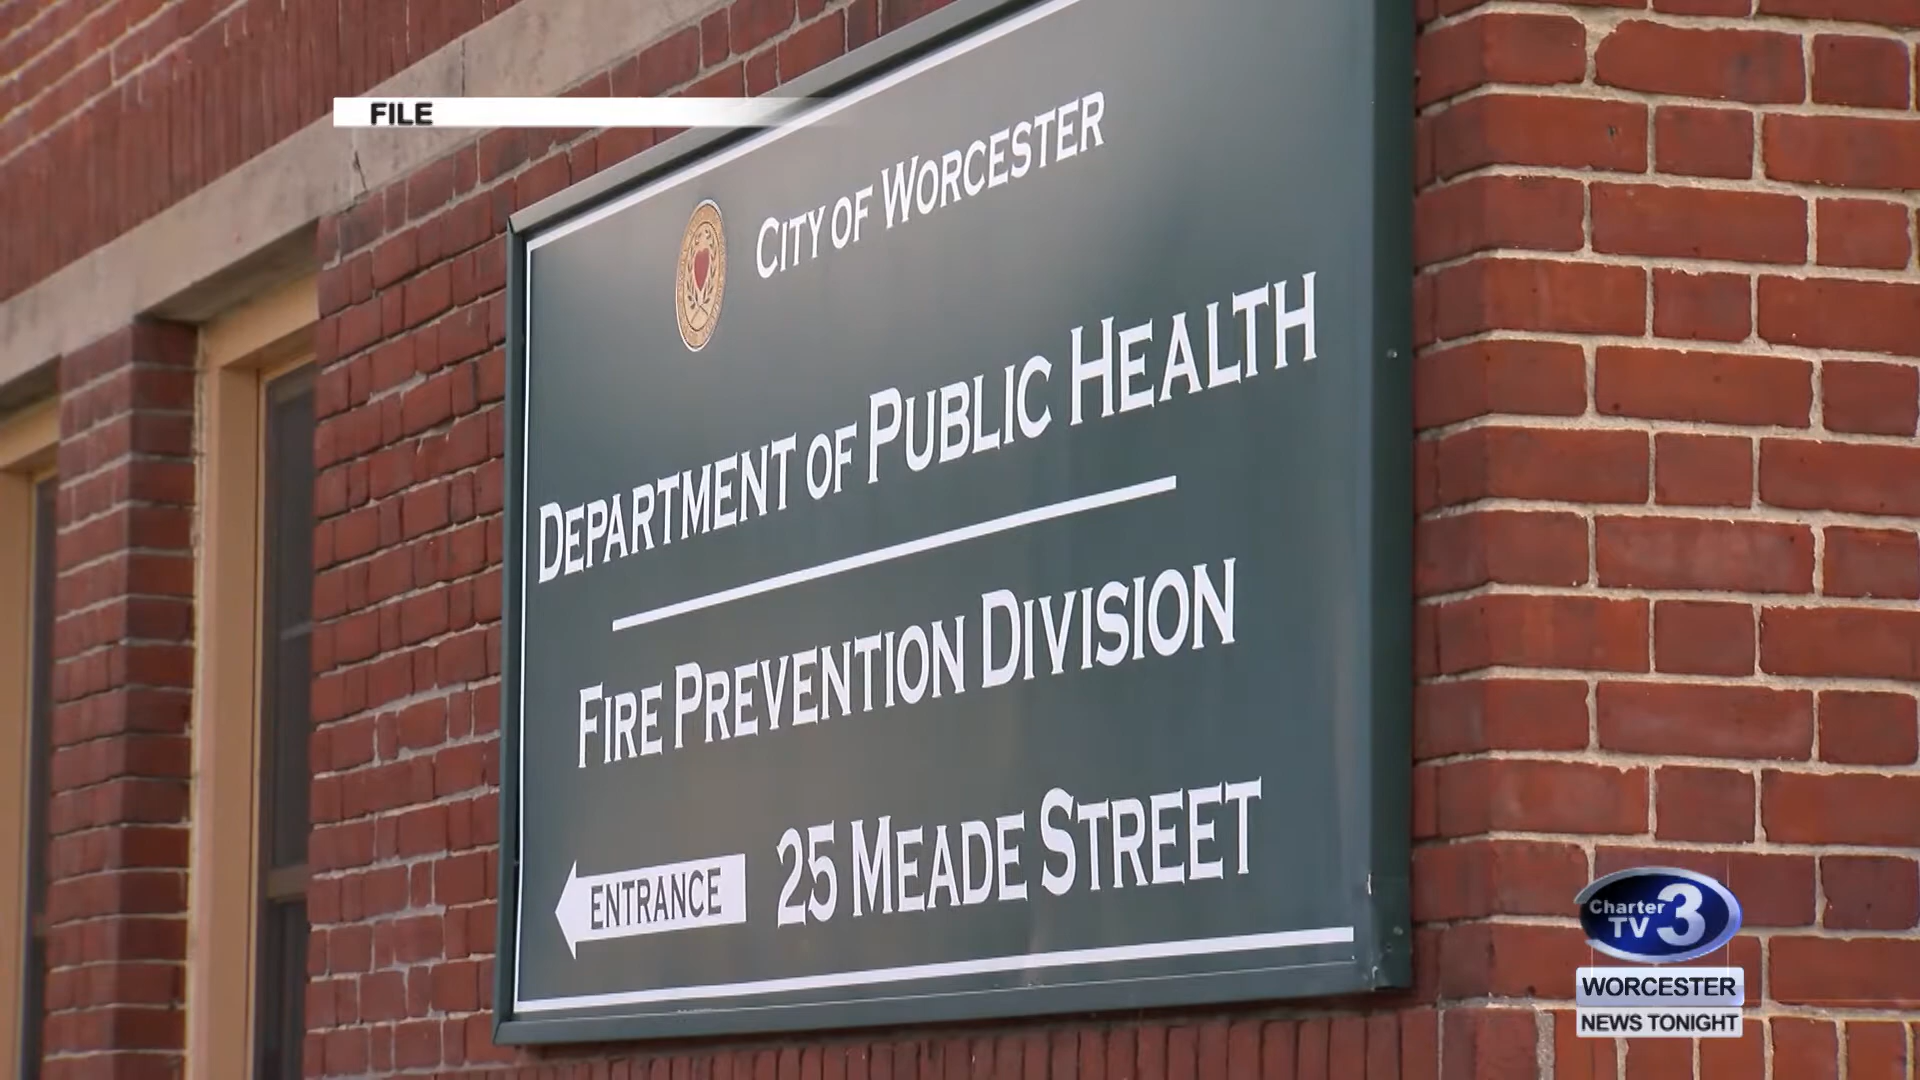 FILE
CITY OF WORCESTER
DEPARTMENT OF PUBLIC HEALTH
FIRE PREVENTION DIVISION
ENTRANCE 25 MEADE STREET
Charter
TV 3
WORCESTER
NEWS TONIGHT